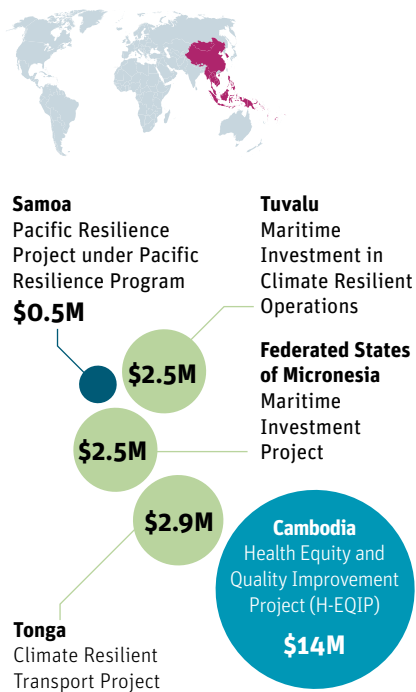 Samoa
Pacific Resilience
Project under Pacific
Resilience Program
$0.5M
Tuvalu
Maritime
Investment in
Climate Resilient
Operations
$2.5M
Federated States
of Micronesia
Maritime
Investment
Project
$2.5M
$2.9M
Tonga
Climate Resilient
Transport Project
Cambodia
Health Equity and
Quality Improvement
Project (H-EQIP)
$14M